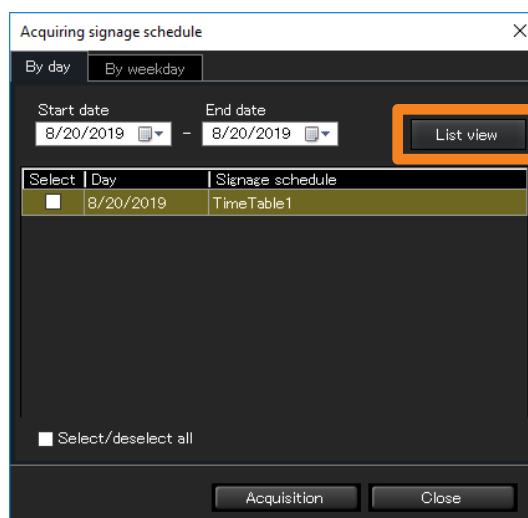 Acquiring signage schedule
By day By weekday
Start date End date
8/20/2019 - 8/20/2019 List view
Select Day Signage schedule
8/20/2019 TimeTable1
Select/deselect all
Acquisition Close